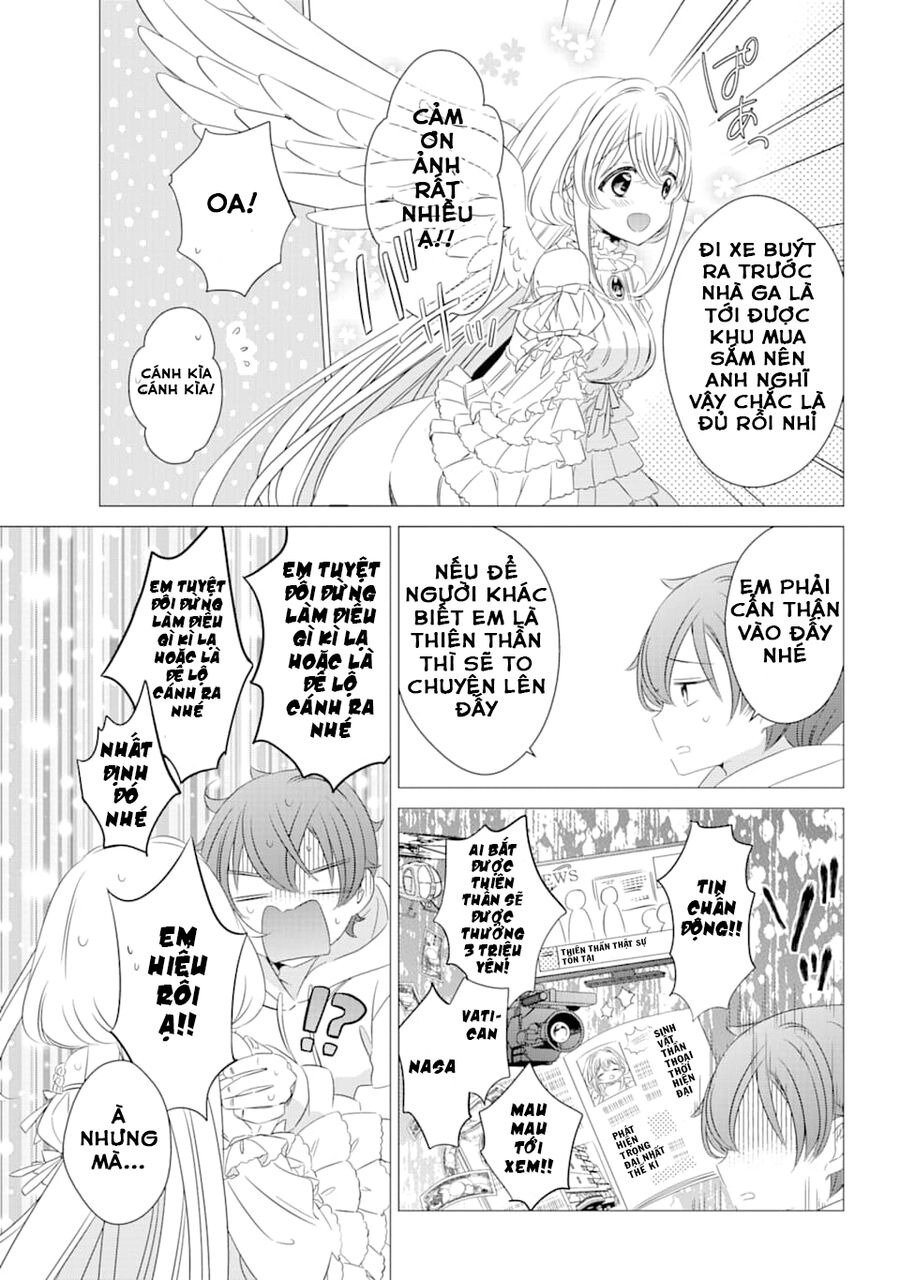 ぱぁっ
ĐI XE BUÝT
RA TRƯỚC
NHÀ GA LÀ
TỚI ĐƯỢC
KHU MUA
SẮM NÊN
ANH NGHĨ
VẬY CHẮC LÀ
ĐỦ RỒI NHỈ
CẢM
ƠN
ẢNH
RẤT
NHIỀU
Ạ!!
OA!
CÁNH KÌA
CÁNH KÌA!
EM PHẢI
CẨN THẬN
VÀO ĐẤY
NHÉ
NẾU ĐỂ
NGƯỜI KHÁC
BIẾT EM LÀ
THIÊN THẦN
THÌ SẼ TO
CHUYỆN LÊN
ĐẤY
TIN
CHẤN
ĐỘNG!!
NEWS
THIÊN THẦN THẬT SỰ
TỒN TẠI
AI BẮT
ĐƯỢC
THIÊN
THẦN SẼ
ĐƯỢC
THƯỞNG
3 TRIỆU
YÊN!
VATI-
CAN
NASA
SINH
VẬT
THẦN
THOẠI
THỜI
HIỆN
ĐẠI
PHÁT
HIỆN
TRỌNG
ĐẠI NHẤT
THẾ KỈ
MAU
MAU
TỚI
XEM!!
EM TUYỆT
ĐỐI ĐỪNG
LÀM ĐIỀU
GÌ KÌ LẠ
HOẶC LÀ
ĐỂ LỘ
CÁNH RA
NHÉ
EM TUYỆT
ĐỐI ĐỪNG
LÀM ĐIỀU
GÌ KÌ LẠ
HOẶC LÀ
ĐỂ LỘ
CÁNH RA
NHÉ
NHẤT
ĐỊNH
ĐÓ
NHÉ
!?
EM
HIỂU
RỒI
Ạ!!
À
NHƯNG
MÀ...